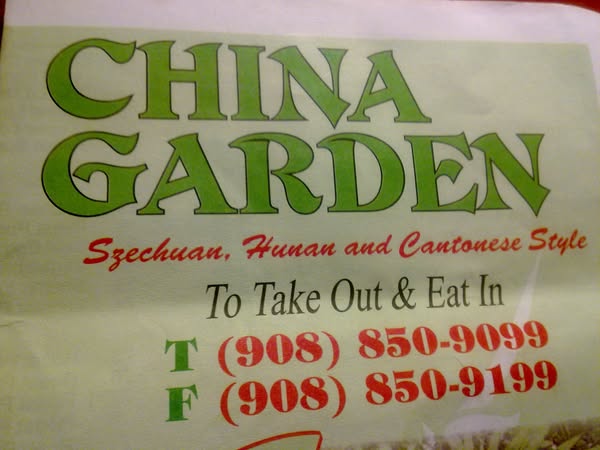 CHINA
GARDEN
Szechuan, Hunan and Cantonese Style
To Take Out & Eat In
T (908) 850-9099
F (908) 850-9199